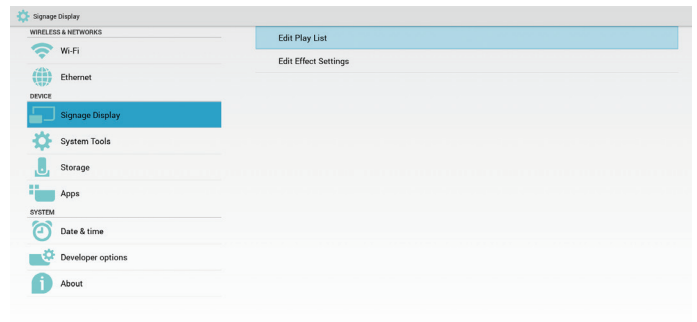 Signage Display
WIRELESS & NETWORKS
Wi-Fi
Ethernet
DEVICE
Signage Display
System Tools
Storage
Apps
SYSTEM
Date & time
Developer options
About
Edit Play List
Edit Effect Settings